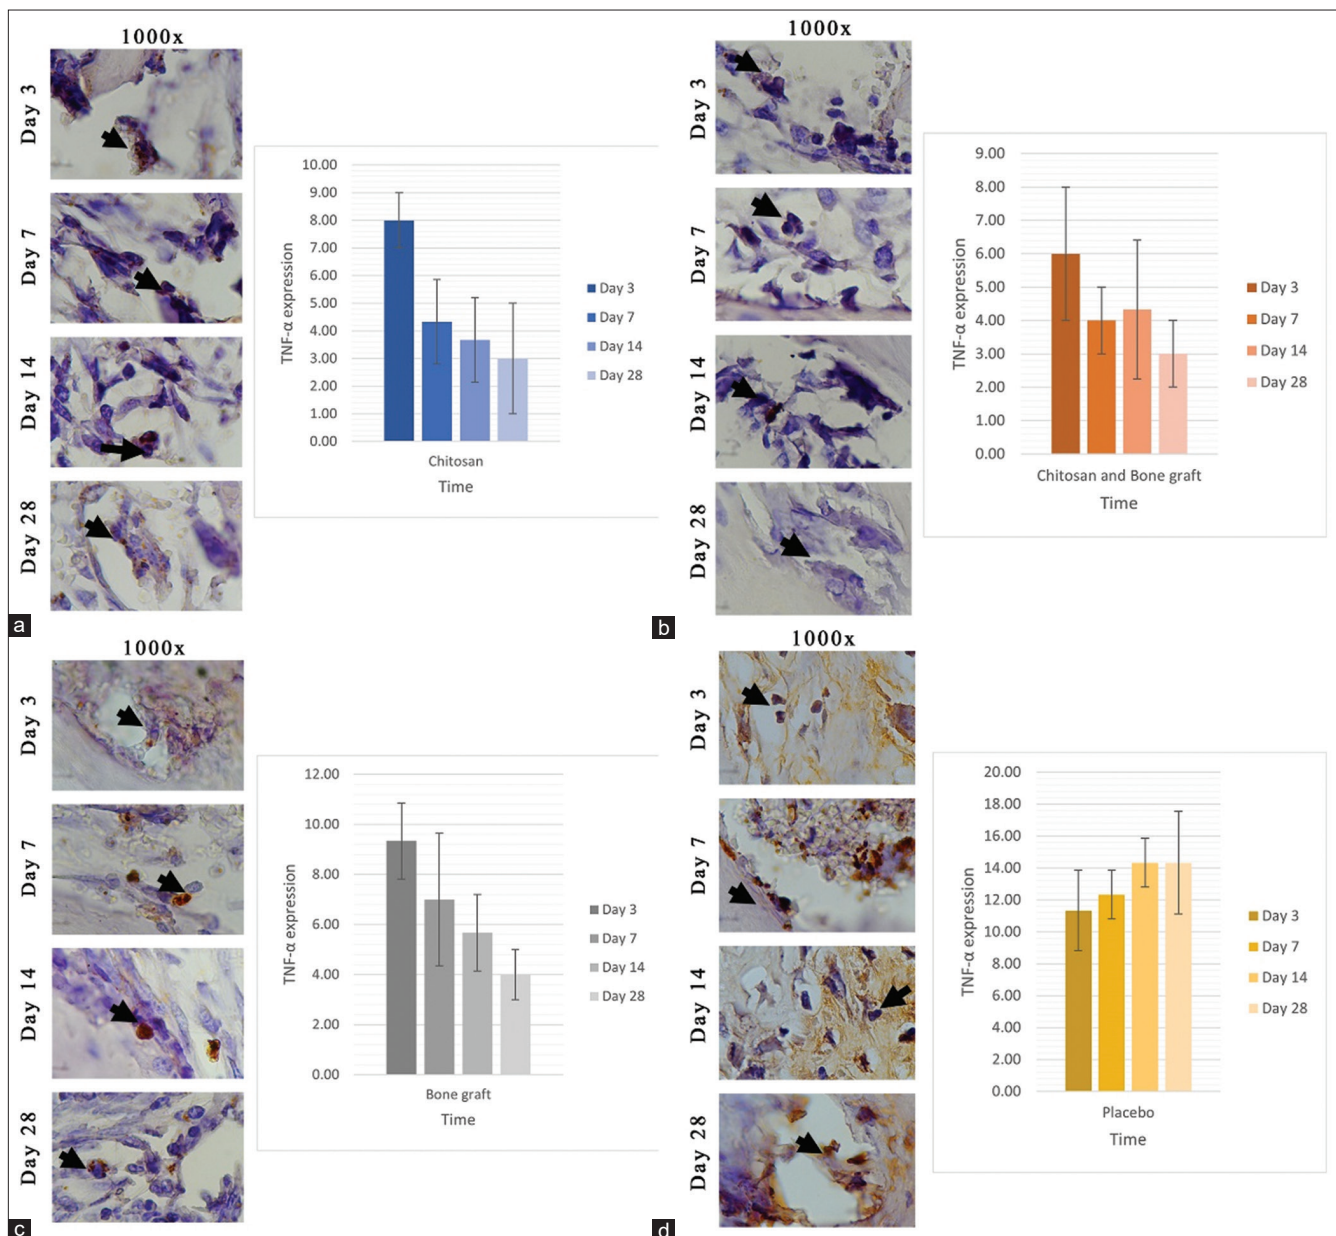 1000x
Day 3
Day 7
Day 14
Day 28
10.00
9.00
8.00
7.00
6.00
5.00
4.00
3.00
2.00
1.00
0.00
TNF-α expression
Chitosan
Time
Day 3
Day 7
Day 14
Day 28
a
1000x
Day 3
Day 7
Day 14
Day 28
9.00
8.00
7.00
6.00
5.00
4.00
3.00
2.00
1.00
0.00
TNF-α expression
Chitosan and Bone graft
Time
Day 3
Day 7
Day 14
Day 28
b
1000x
Day 3
Day 7
Day 14
Day 28
12.00
10.00
8.00
6.00
4.00
2.00
0.00
TNF-α expression
Bone graft
Time
Day 3
Day 7
Day 14
Day 28
c
1000x
Day 3
Day 7
Day 14
Day 28
20.00
18.00
16.00
14.00
12.00
10.00
8.00
6.00
4.00
2.00
0.00
TNF-α expression
Placebo
Time
Day 3
Day 7
Day 14
Day 28
d